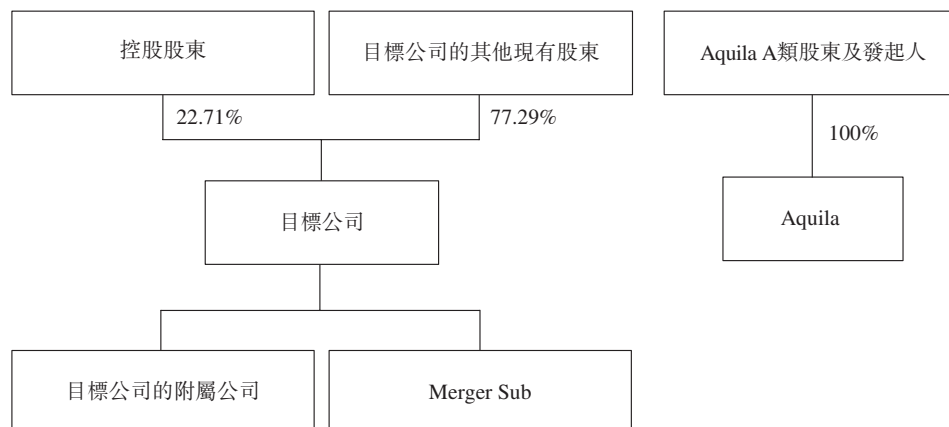 控股股東
目標公司的其他現有股東
Aquila A類股東及發起人
22.71%
77.29%
100%
目標公司
Aquila
目標公司的附屬公司
Merger Sub